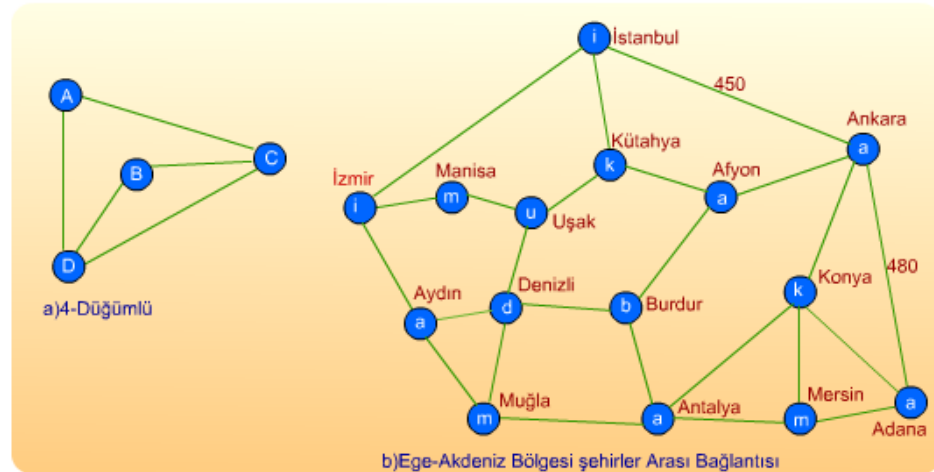 A
B
C
D
a)4-Düğümlü
i
İstanbul
450
Ankara
a
Kütahya
k
Afyon
a
İzmir
i
Manisa
m
u
Uşak
480
Konya
k
Aydın
a
Denizli
d
b
Burdur
Muğla
m
a
Antalya
Mersin
m
a
Adana
b)Ege-Akdeniz Bölgesi şehirler Arası Bağlantısı